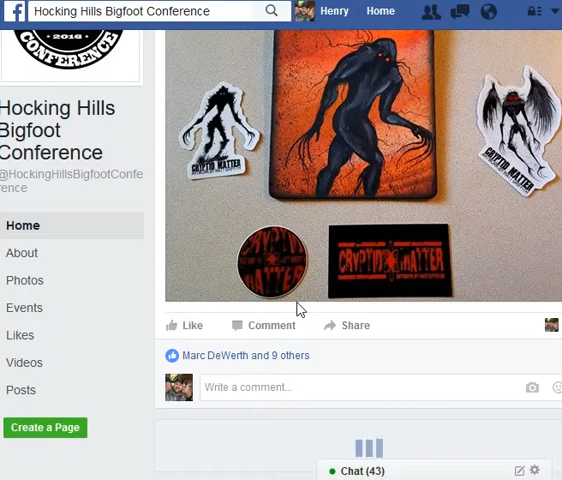 Hocking Hills Bigfoot Conference
Henry
Home
2016
CONFERENCE
Hocking Hills
Bigfoot
Conference
@HockingHillsBigfootConfe
rence
Home
About
Photos
Events
Likes
Videos
Posts
Create a Page
CRYPTID MATTER
CRYPTID MATTER
CRYPTID
MATTER
CRYPTID MATTER
Like
Comment
Share
Marc DeWerth and 9 others
Write a comment...
Chat (43)